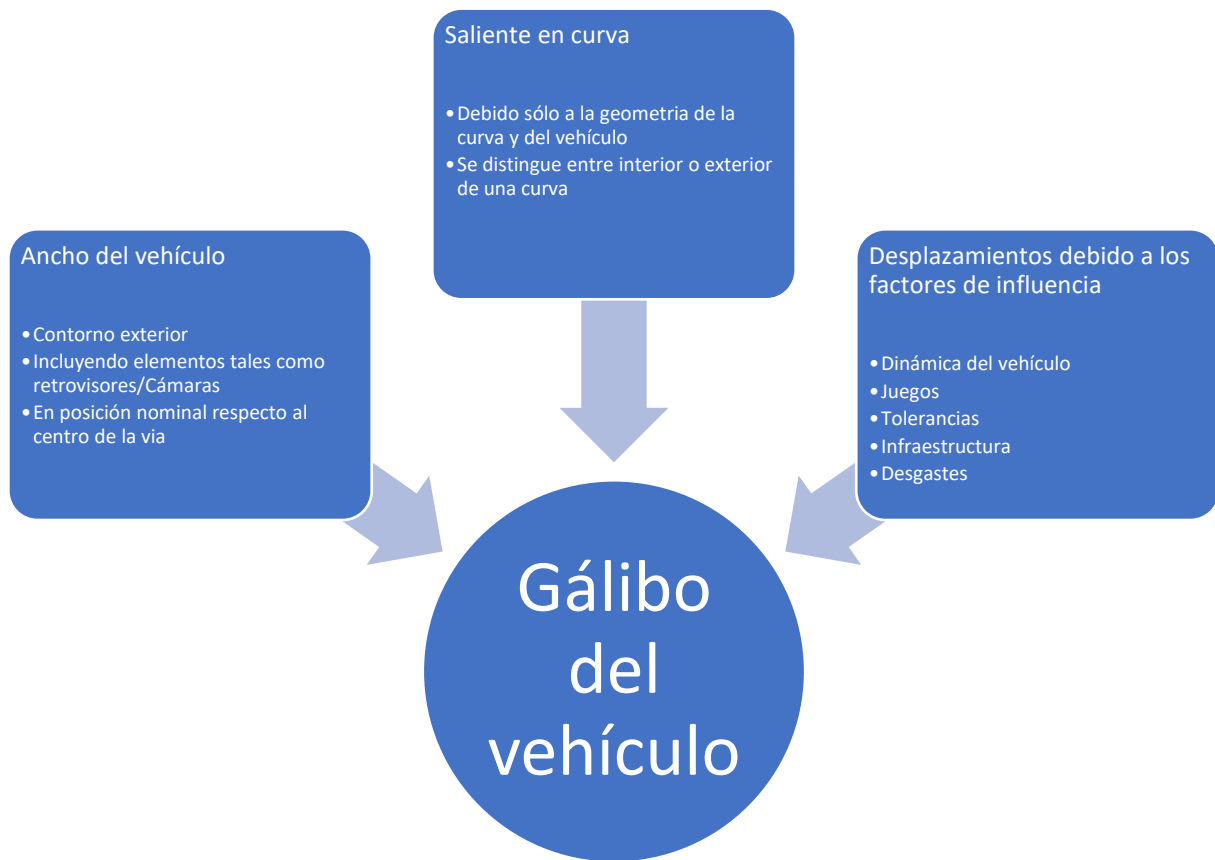 Saliente en curva
• Debido sólo a la geometria de la
curva y del vehículo
• Se distingue entre interior o exterior
de una curva
Ancho del vehículo
• Contorno exterior
• Incluyendo elementos tales como
retrovisores/Cámaras
• En posición nominal respecto al
centro de la via
Desplazamientos debido a los
factores de influencia
• Dinámica del vehículo
• Juegos
• Tolerancias
• Infraestructura
• Desgastes
Gálibo
del
vehículo